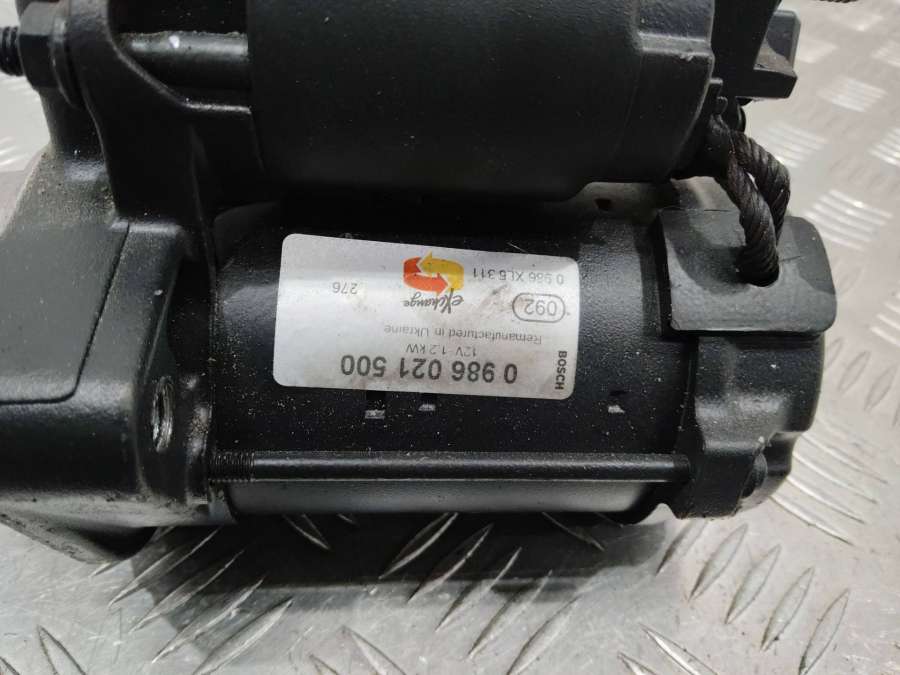 BOSCH
0 986 021 500
12V 1.2 kW
Remanufactured in Ukraine
092
eXchange
276
0 986 XL6 311